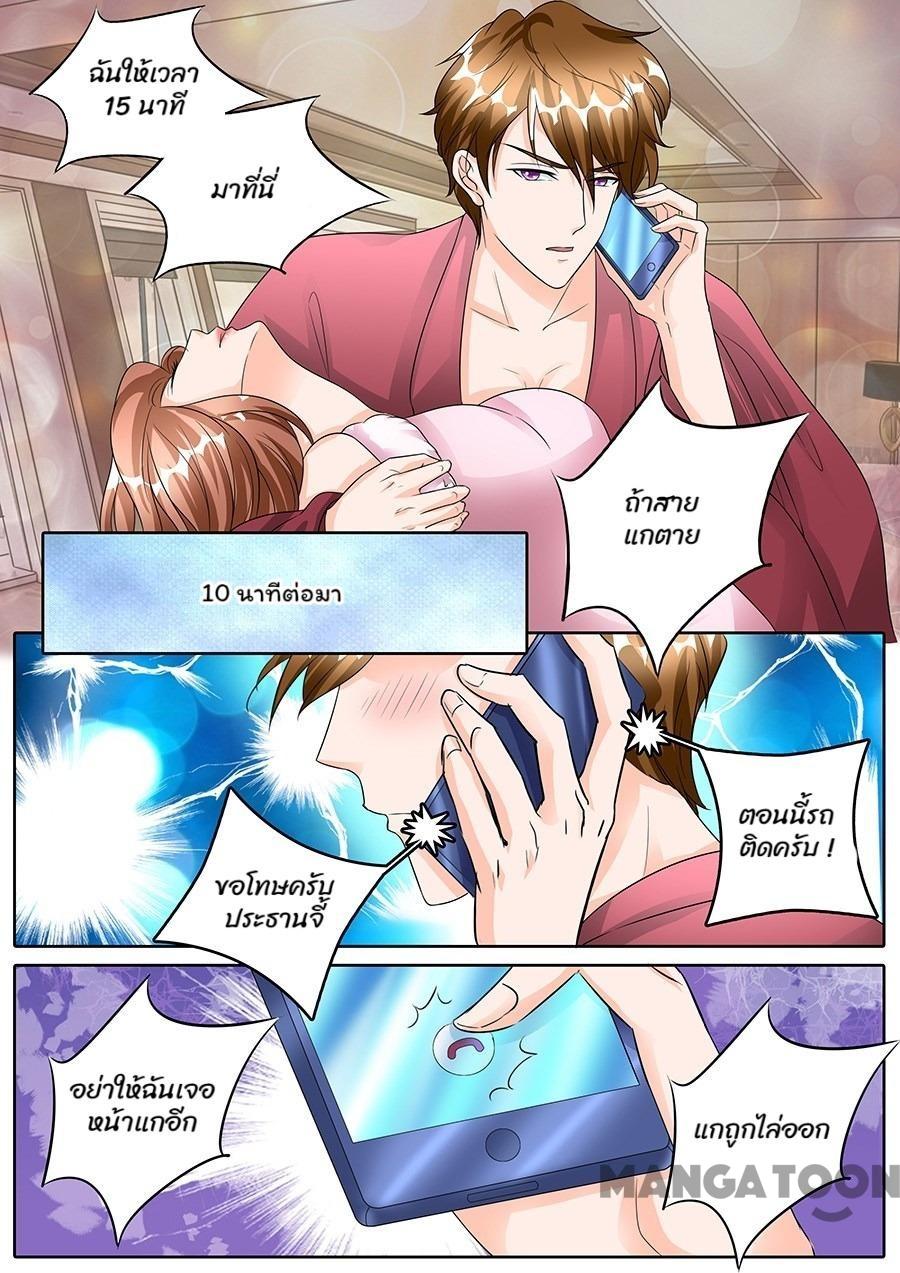 ฉันให้เวลา
15 นาที
มาที่นี่
ถ้าสาย
แกตาย
10 นาทีต่อมา
ตอนนี้รถ
ติดครับ !
ขอโทษครับ
ประธานจี้
อย่าให้ฉันเจอ
หน้าแกอีก
แกถูกไล่ออก
MANGATOON